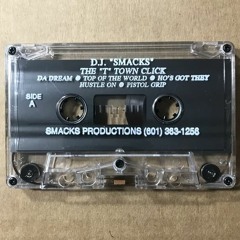 D.J. "SMACKS"
THE "T" TOWN CLICK
DA DREAM • TOP OF THE WORLD • HO'S GOT THEY
HUSTLE ON • PISTOL GRIP
SIDE
A
SMACKS PRODUCTIONS (601) 363-1256